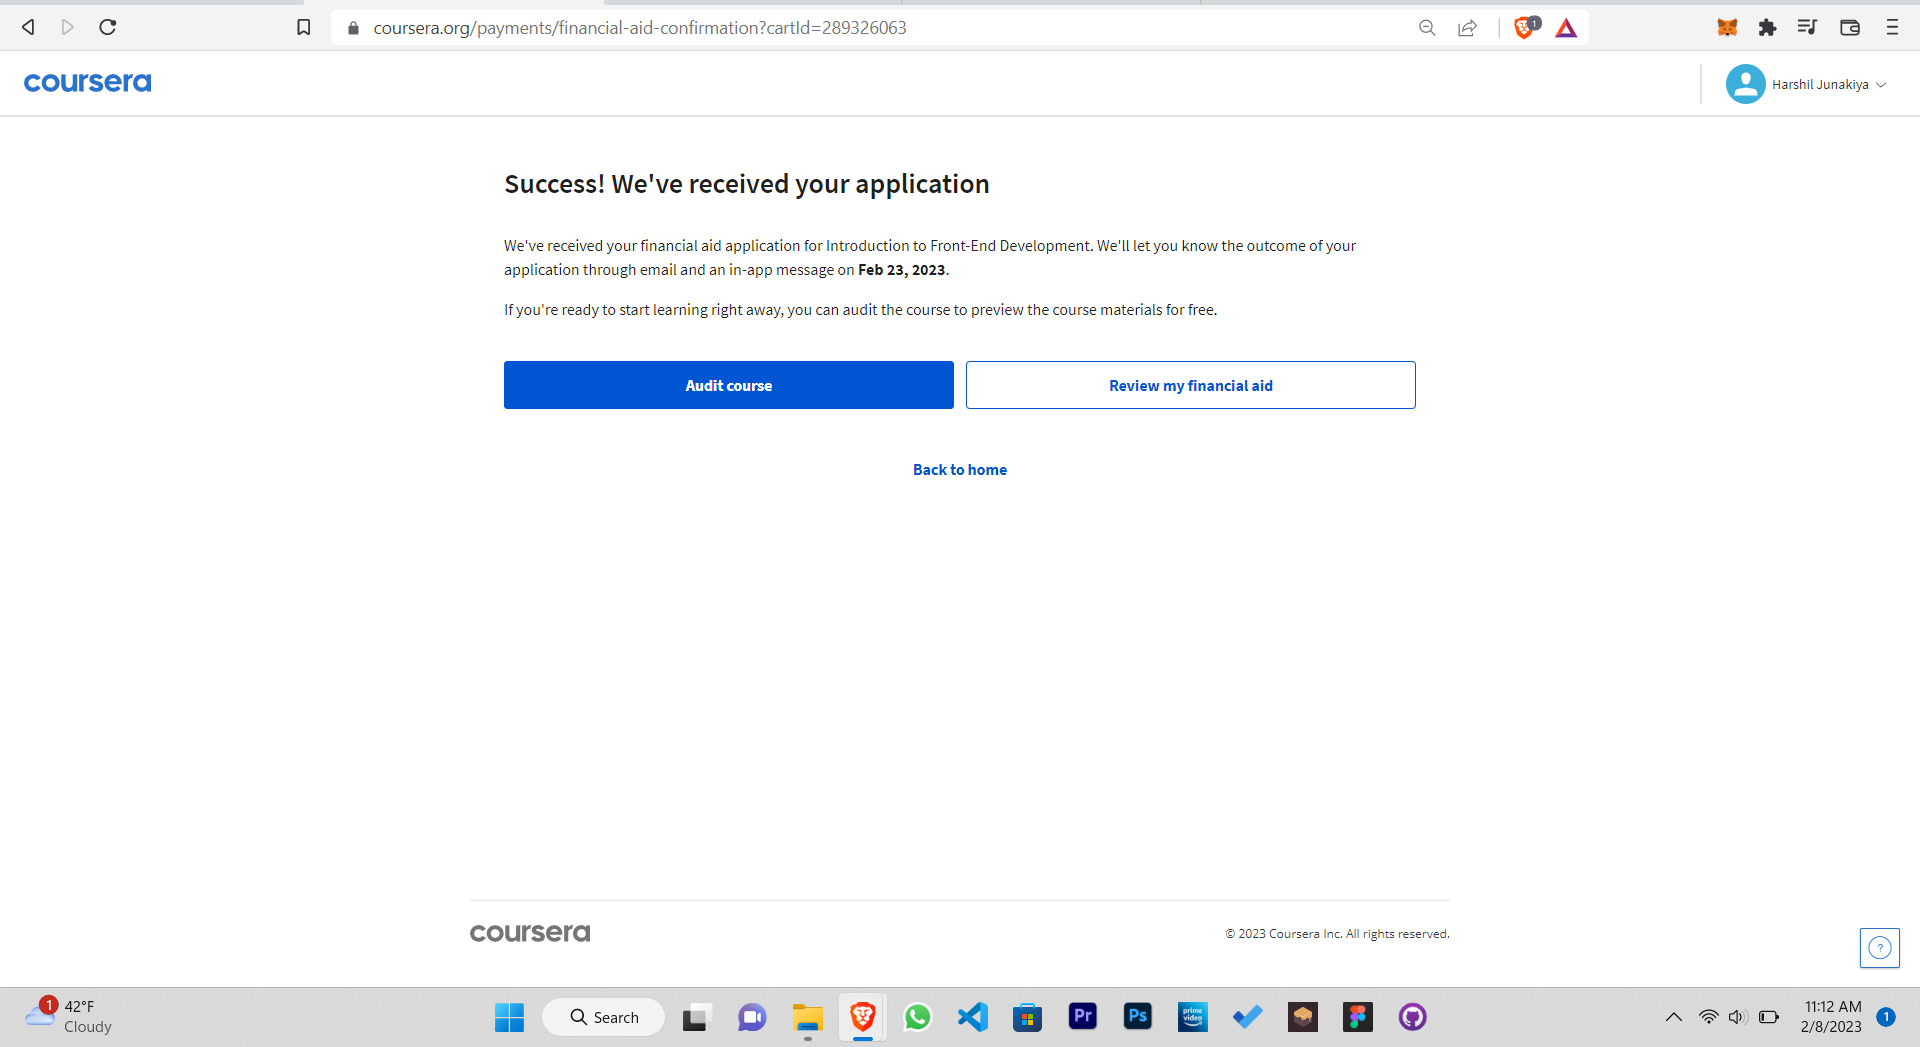 coursera.org/payments/financial-aid-confirmation?cartId=289326063
1
coursera
Harshil Junakiya
Success! We've received your application
We've received your financial aid application for Introduction to Front-End Development. We'll let you know the outcome of your
application through email and an in-app message on Feb 23, 2023.
If you're ready to start learning right away, you can audit the course to preview the course materials for free.
Audit course
Review my financial aid
Back to home
coursera
© 2023 Coursera Inc. All rights reserved.
?
1
42°F
Cloudy
Search
Pr
Ps
prime video
11:12 AM
2/8/2023
1